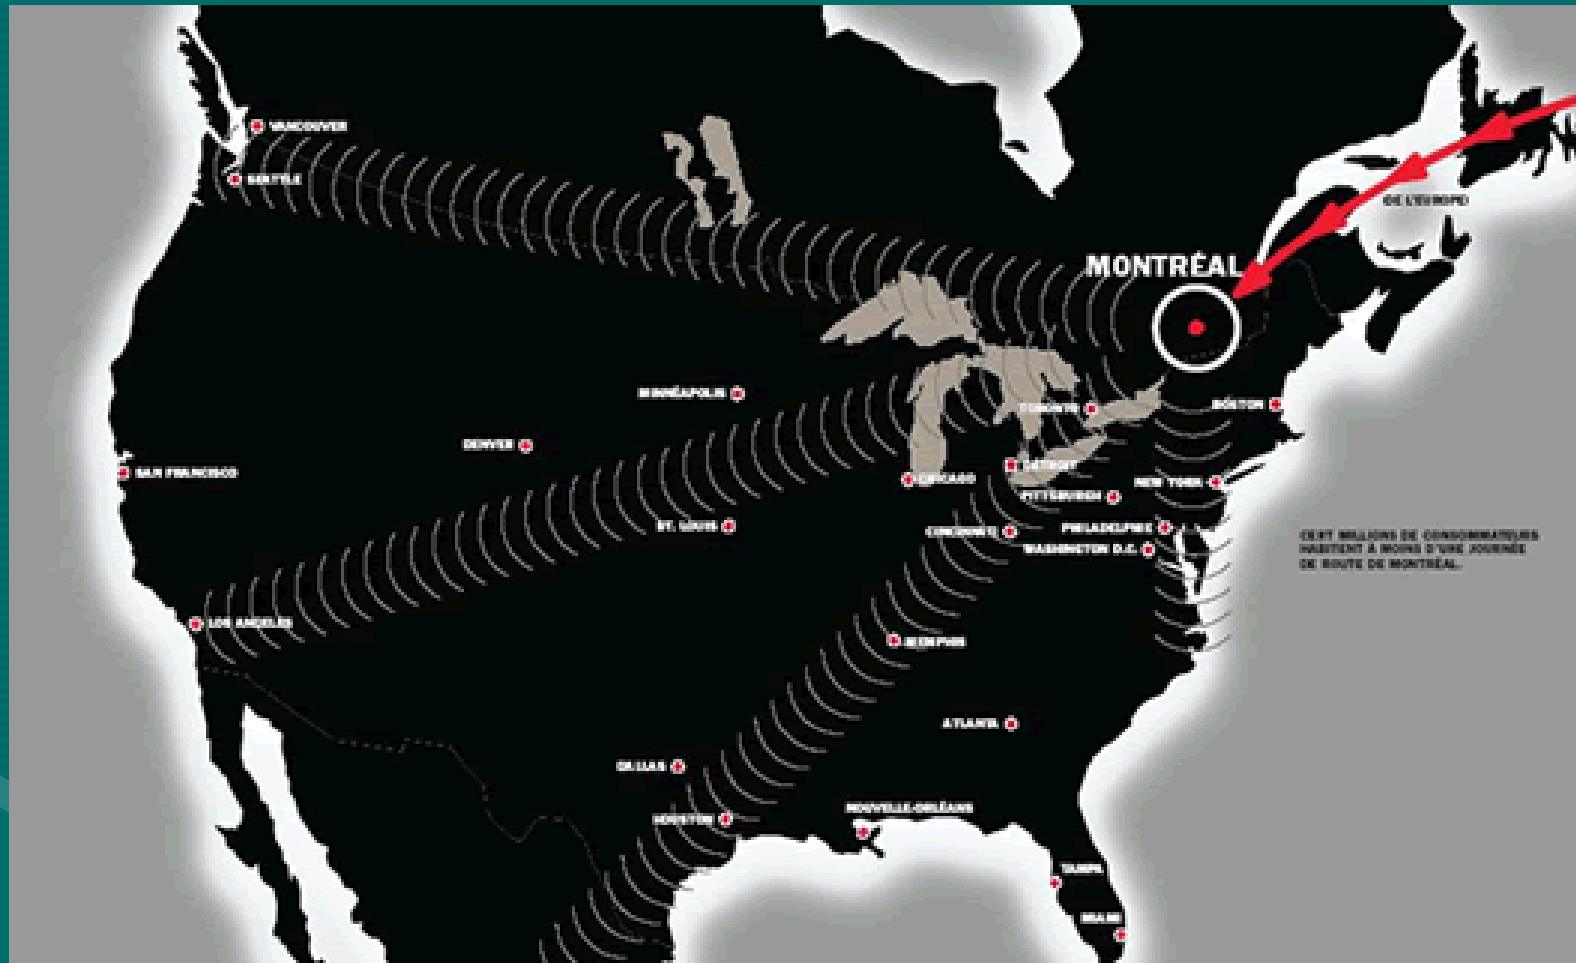 VANCOUVER
SEATTLE
DE L'EUROPE
MONTRÉAL
MINNÉAPOLIS
TORONTO
BOSTON
DENVER
SAN FRANCISCO
DETROIT
CHICAGO
NEW YORK
PITTSBURGH
ST. LOUIS
CINCINNATI
PHILADELPHIE
WASHINGTON D.C.
CENT MILLIONS DE CONSOMMATEURS
HABITENT À MOINS D'UNE JOURNÉE
DE ROUTE DE MONTRÉAL.
LOS ANGELES
MEMPHIS
ATLANTA
DALLAS
NOUVELLE-ORLÉANS
HOUSTON
TAMPA
MIAMI